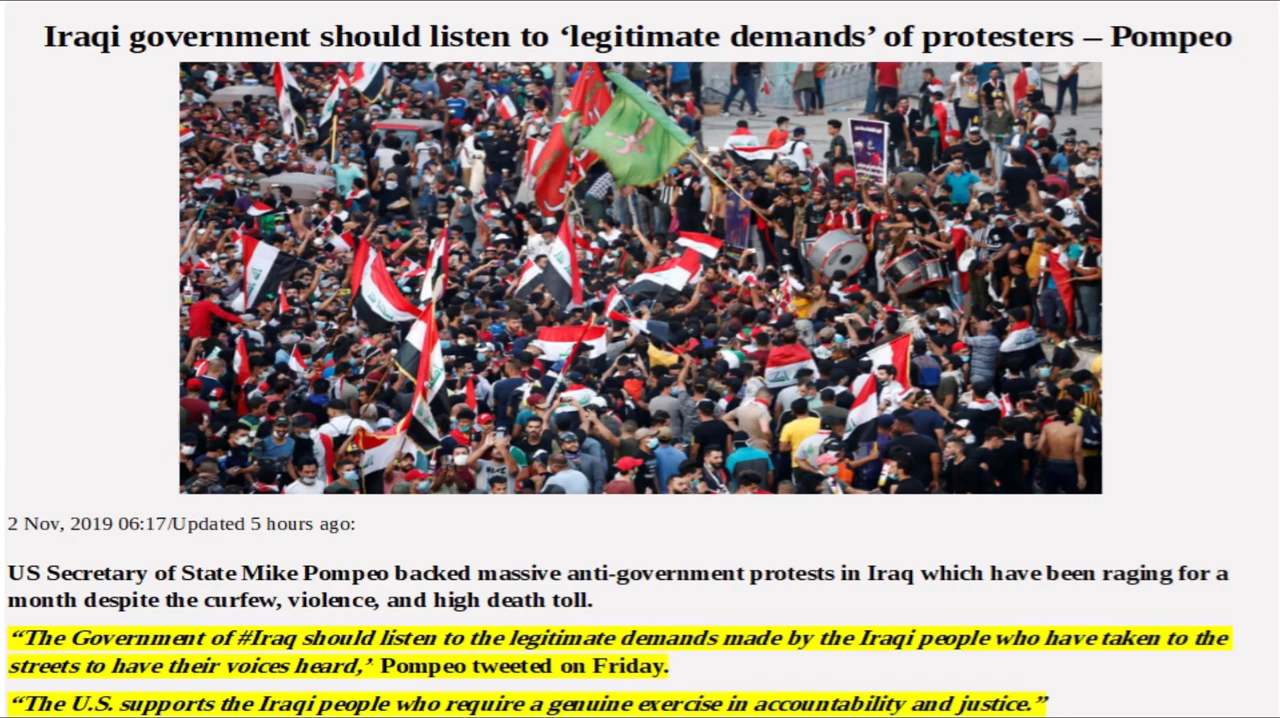 Iraqi government should listen to ‘legitimate demands’ of protesters – Pompeo
2 Nov, 2019 06:17/Updated 5 hours ago:
US Secretary of State Mike Pompeo backed massive anti-government protests in Iraq which have been raging for a
month despite the curfew, violence, and high death toll.
“The Government of #Iraq should listen to the legitimate demands made by the Iraqi people who have taken to the
streets to have their voices heard,’ Pompeo tweeted on Friday.
“The U.S. supports the Iraqi people who require a genuine exercise in accountability and justice.”